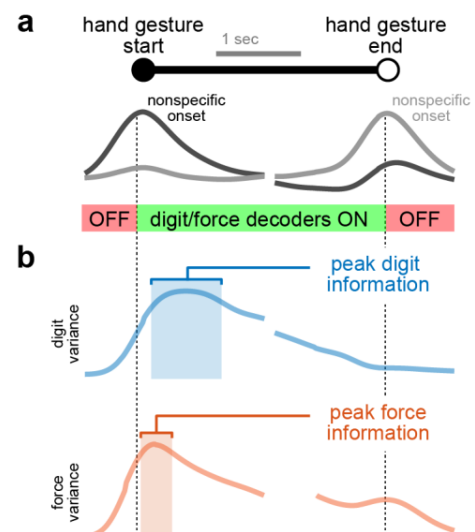 a
hand gesture
start
hand gesture
end
1 sec
nonspecific
onset
nonspecific
onset
OFF
digit/force decoders ON
OFF
b
peak digit
information
digit
variance
peak force
information
force
variance